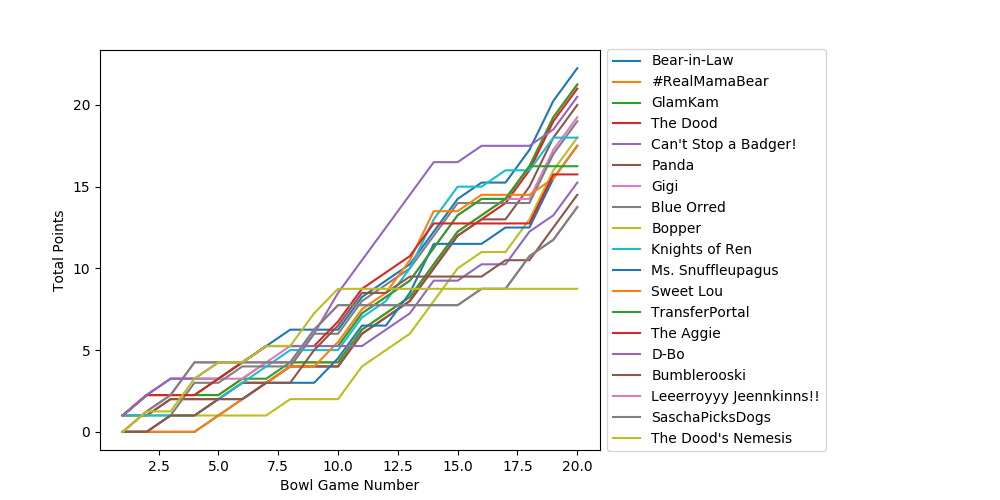 Total Points
20
15
10
5
0
2.5 5.0 7.5 10.0 12.5 15.0 17.5 20.0
Bowl Game Number
Bear-in-Law
#RealMamaBear
GlamKam
The Dood
Can't Stop a Badger!
Panda
Gigi
Blue Orred
Bopper
Knights of Ren
Ms. Snuffleupagus
Sweet Lou
TransferPortal
The Aggie
D-Bo
Bumblerooski
Leeerroyyy Jeennkinns!!
SaschaPicksDogs
The Dood's Nemesis